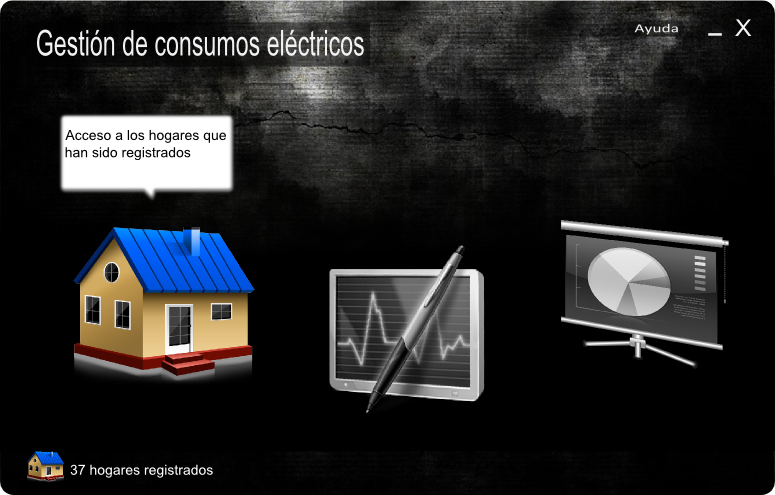 Gestión de consumos eléctricos
Ayuda
Acceso a los hogares que
han sido registrados
37 hogares registrados